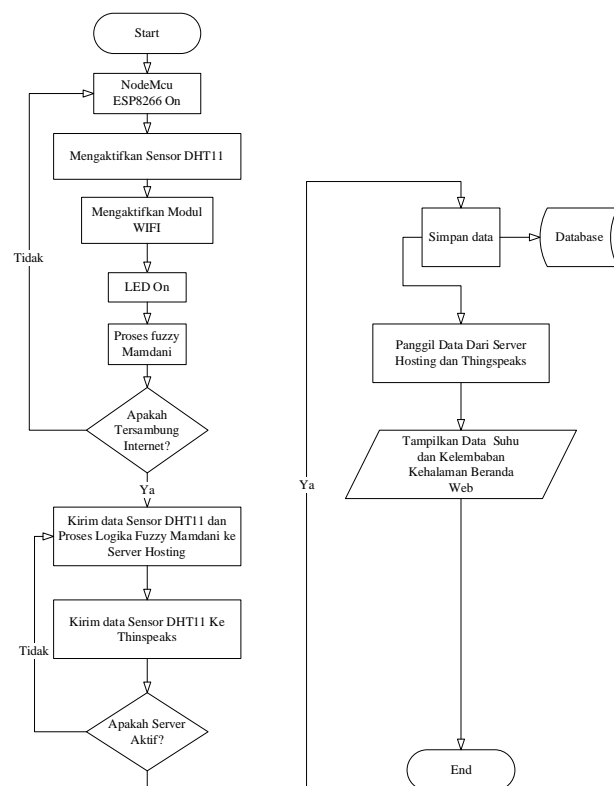 Start
NodeMcu
ESP8266 On
Mengaktifkan Sensor DHT11
Mengaktifkan Modul
WIFI
Tidak
LED On
Proses fuzzy
Mamdani
Apakah
Tersambung
Internet?
Ya
Kirim data Sensor DHT11 dan
Proses Logika Fuzzy Mamdani ke
Server Hosting
Kirim data Sensor DHT11 Ke
Thinspeaks
Tidak
Apakah Server
Aktif?
Ya
Simpan data
Database
Panggil Data Dari Server
Hosting dan Thingspeaks
Tampilkan Data Suhu
dan Kelembaban
Kehalaman Beranda
Web
End